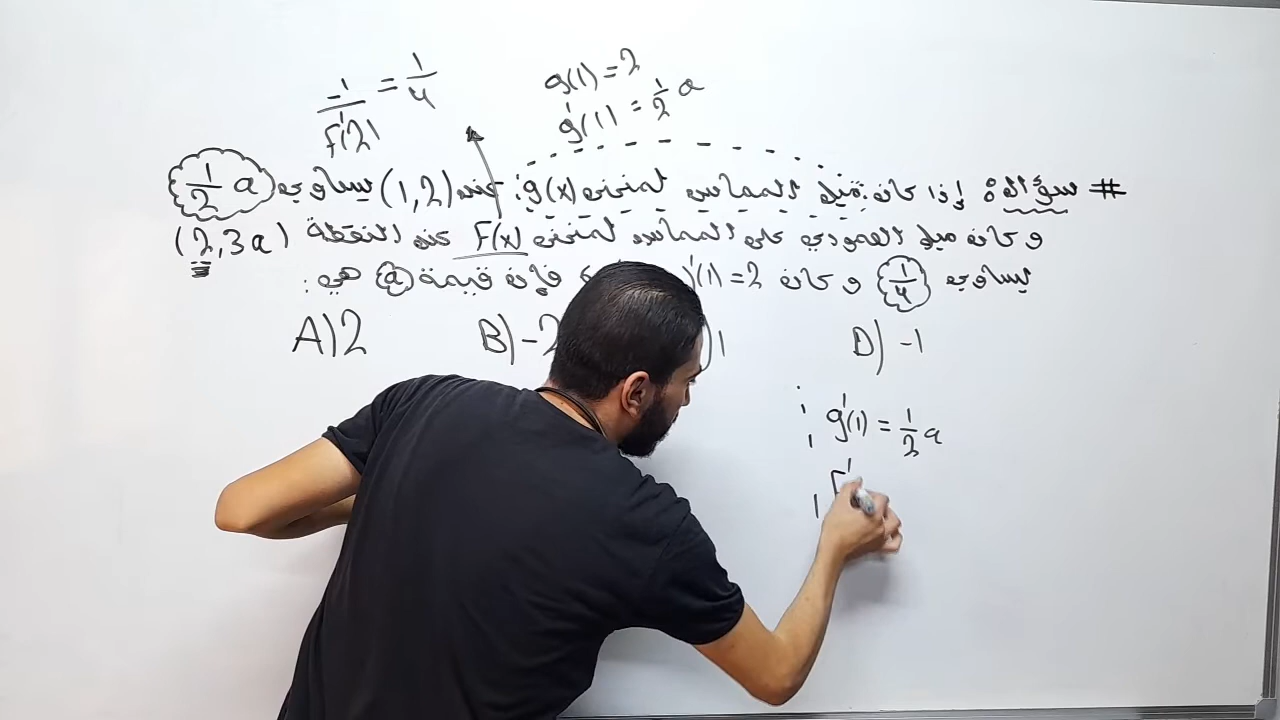 -1/f'(2) = 1/4
g(1) = 2
g'(1) = 1/2 a
# سؤال: إذا كان: ميل المماس لمنحنى g(x) عند (1,2) يساوي 1/2 a
و كان ميل العمودي على المماس لمنحنى F(x) عند النقطة (2,3a)
يساوي 1/4 و كان '(1)=2 فإن قيمة a هي:
A) 2 B) -2 ) 1 D) -1
g'(1) = 1/2 a